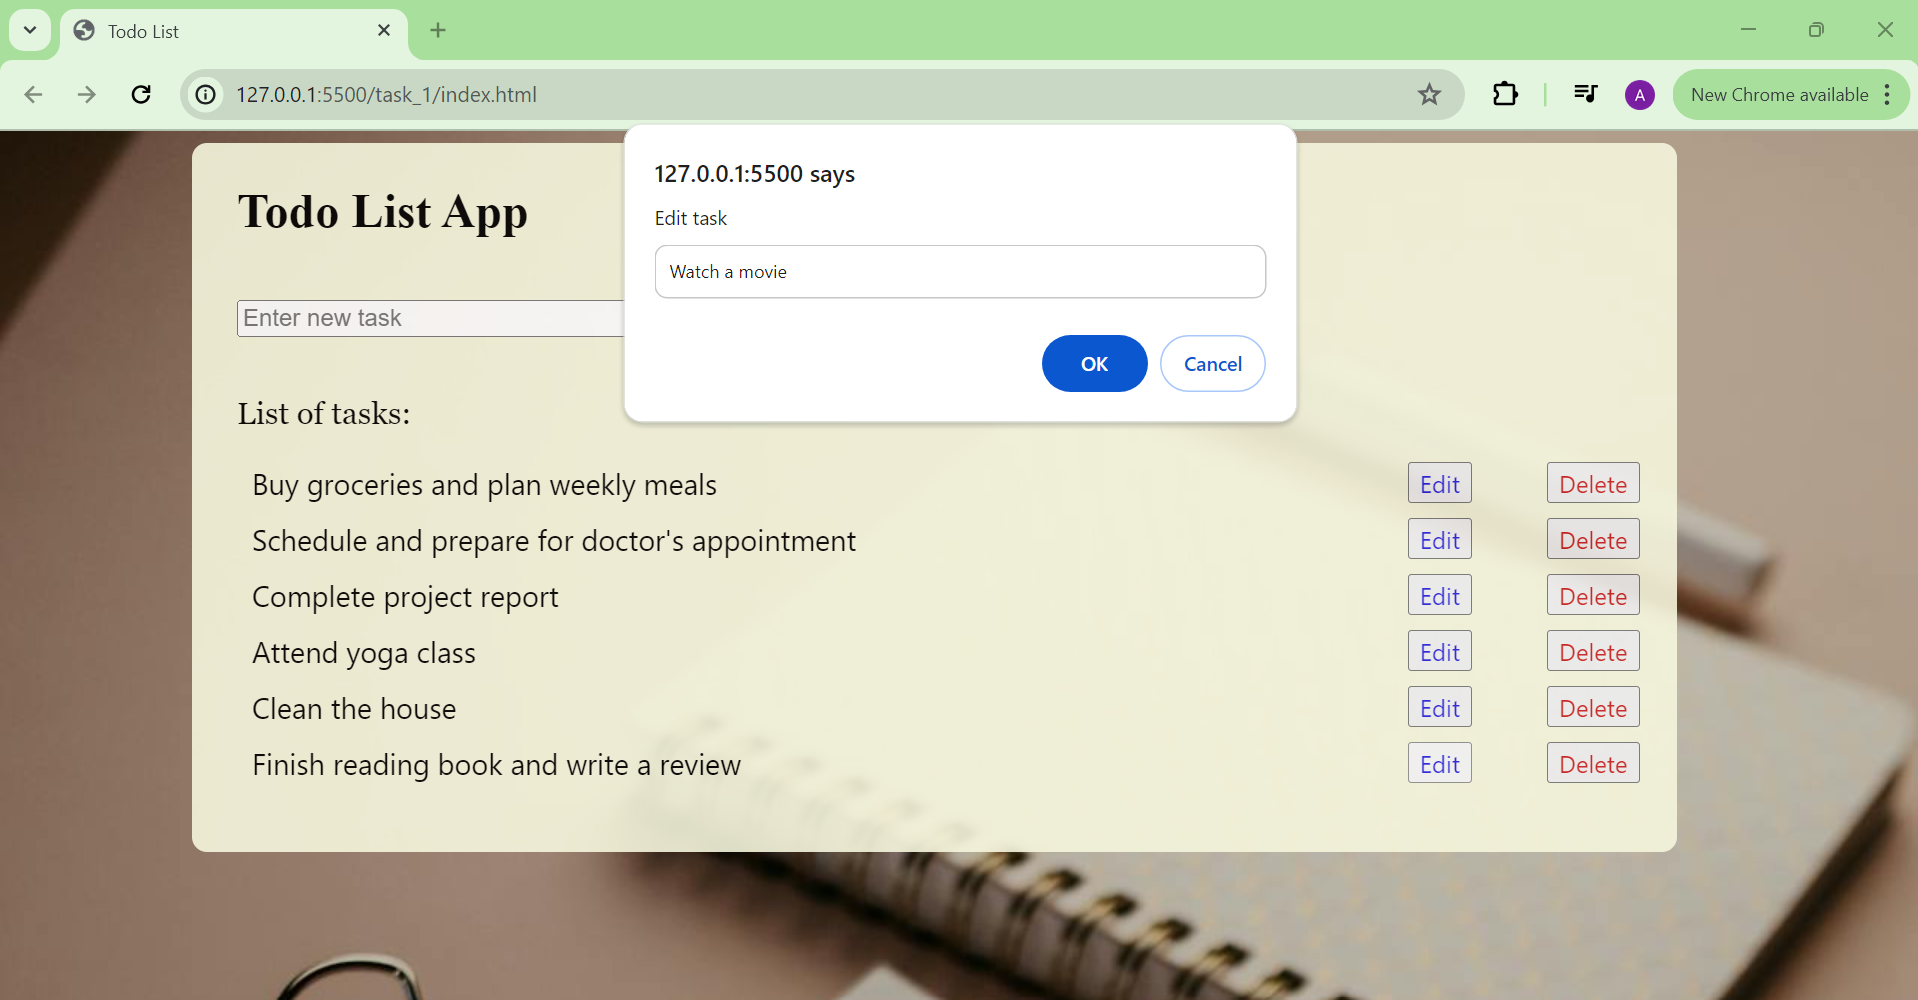 Todo List
127.0.0.1:5500/task_1/index.html
A
New Chrome available
127.0.0.1:5500 says
Edit task
Watch a movie
OK Cancel
Todo List App
Enter new task
List of tasks:
Buy groceries and plan weekly meals Edit Delete
Schedule and prepare for doctor's appointment Edit Delete
Complete project report Edit Delete
Attend yoga class Edit Delete
Clean the house Edit Delete
Finish reading book and write a review Edit Delete